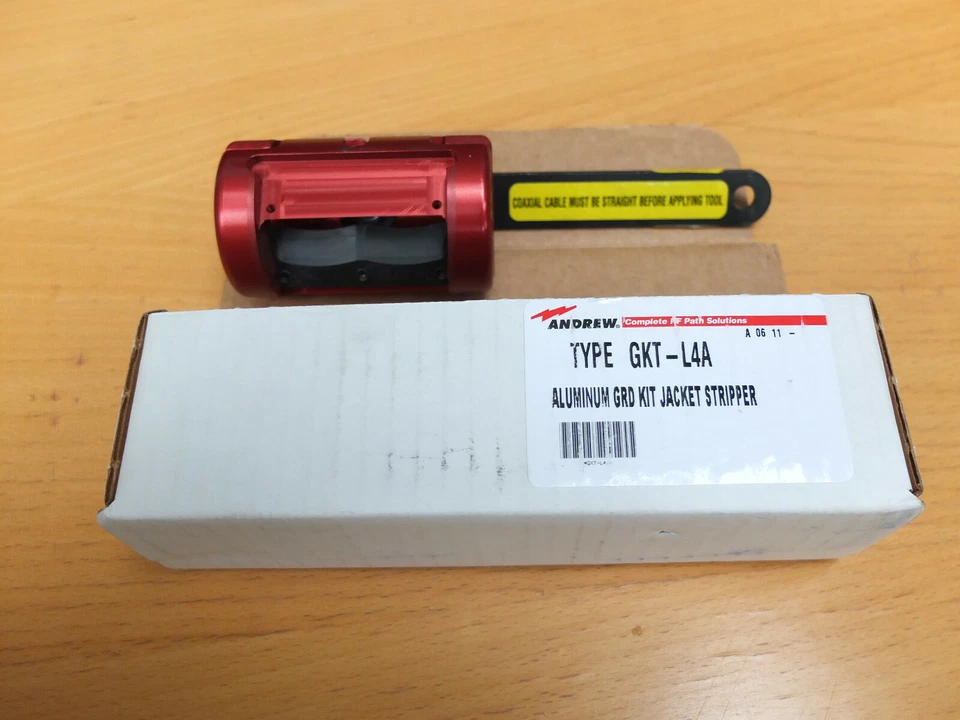 COAXIAL CABLE MUST BE STRAIGHT BEFORE APPLYING TOOL
ANDREW. Complete RF Path Solutions
A 06 11 -
TYPE GKT-L4A
ALUMINUM GRD KIT JACKET STRIPPER